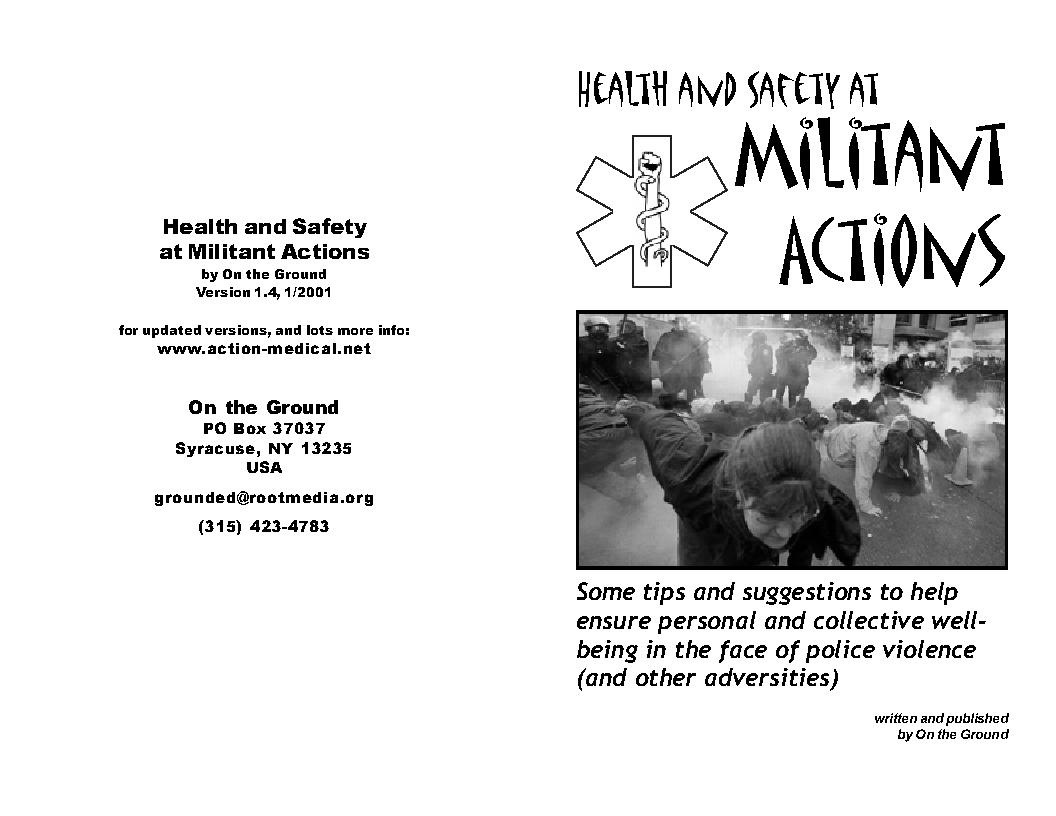 Health and Safety
at Militant Actions
by On the Ground
Version 1.4, 1/2001
for updated versions, and lots more info:
www.action-medical.net
On the Ground
PO Box 37037
Syracuse, NY 13235
USA
grounded@rootmedia.org
(315) 423-4783
HEALTH AND SAFETY AT
MiLiTANT
ACTiONS
Some tips and suggestions to help
ensure personal and collective well-
being in the face of police violence
(and other adversities)
written and published
by On the Ground